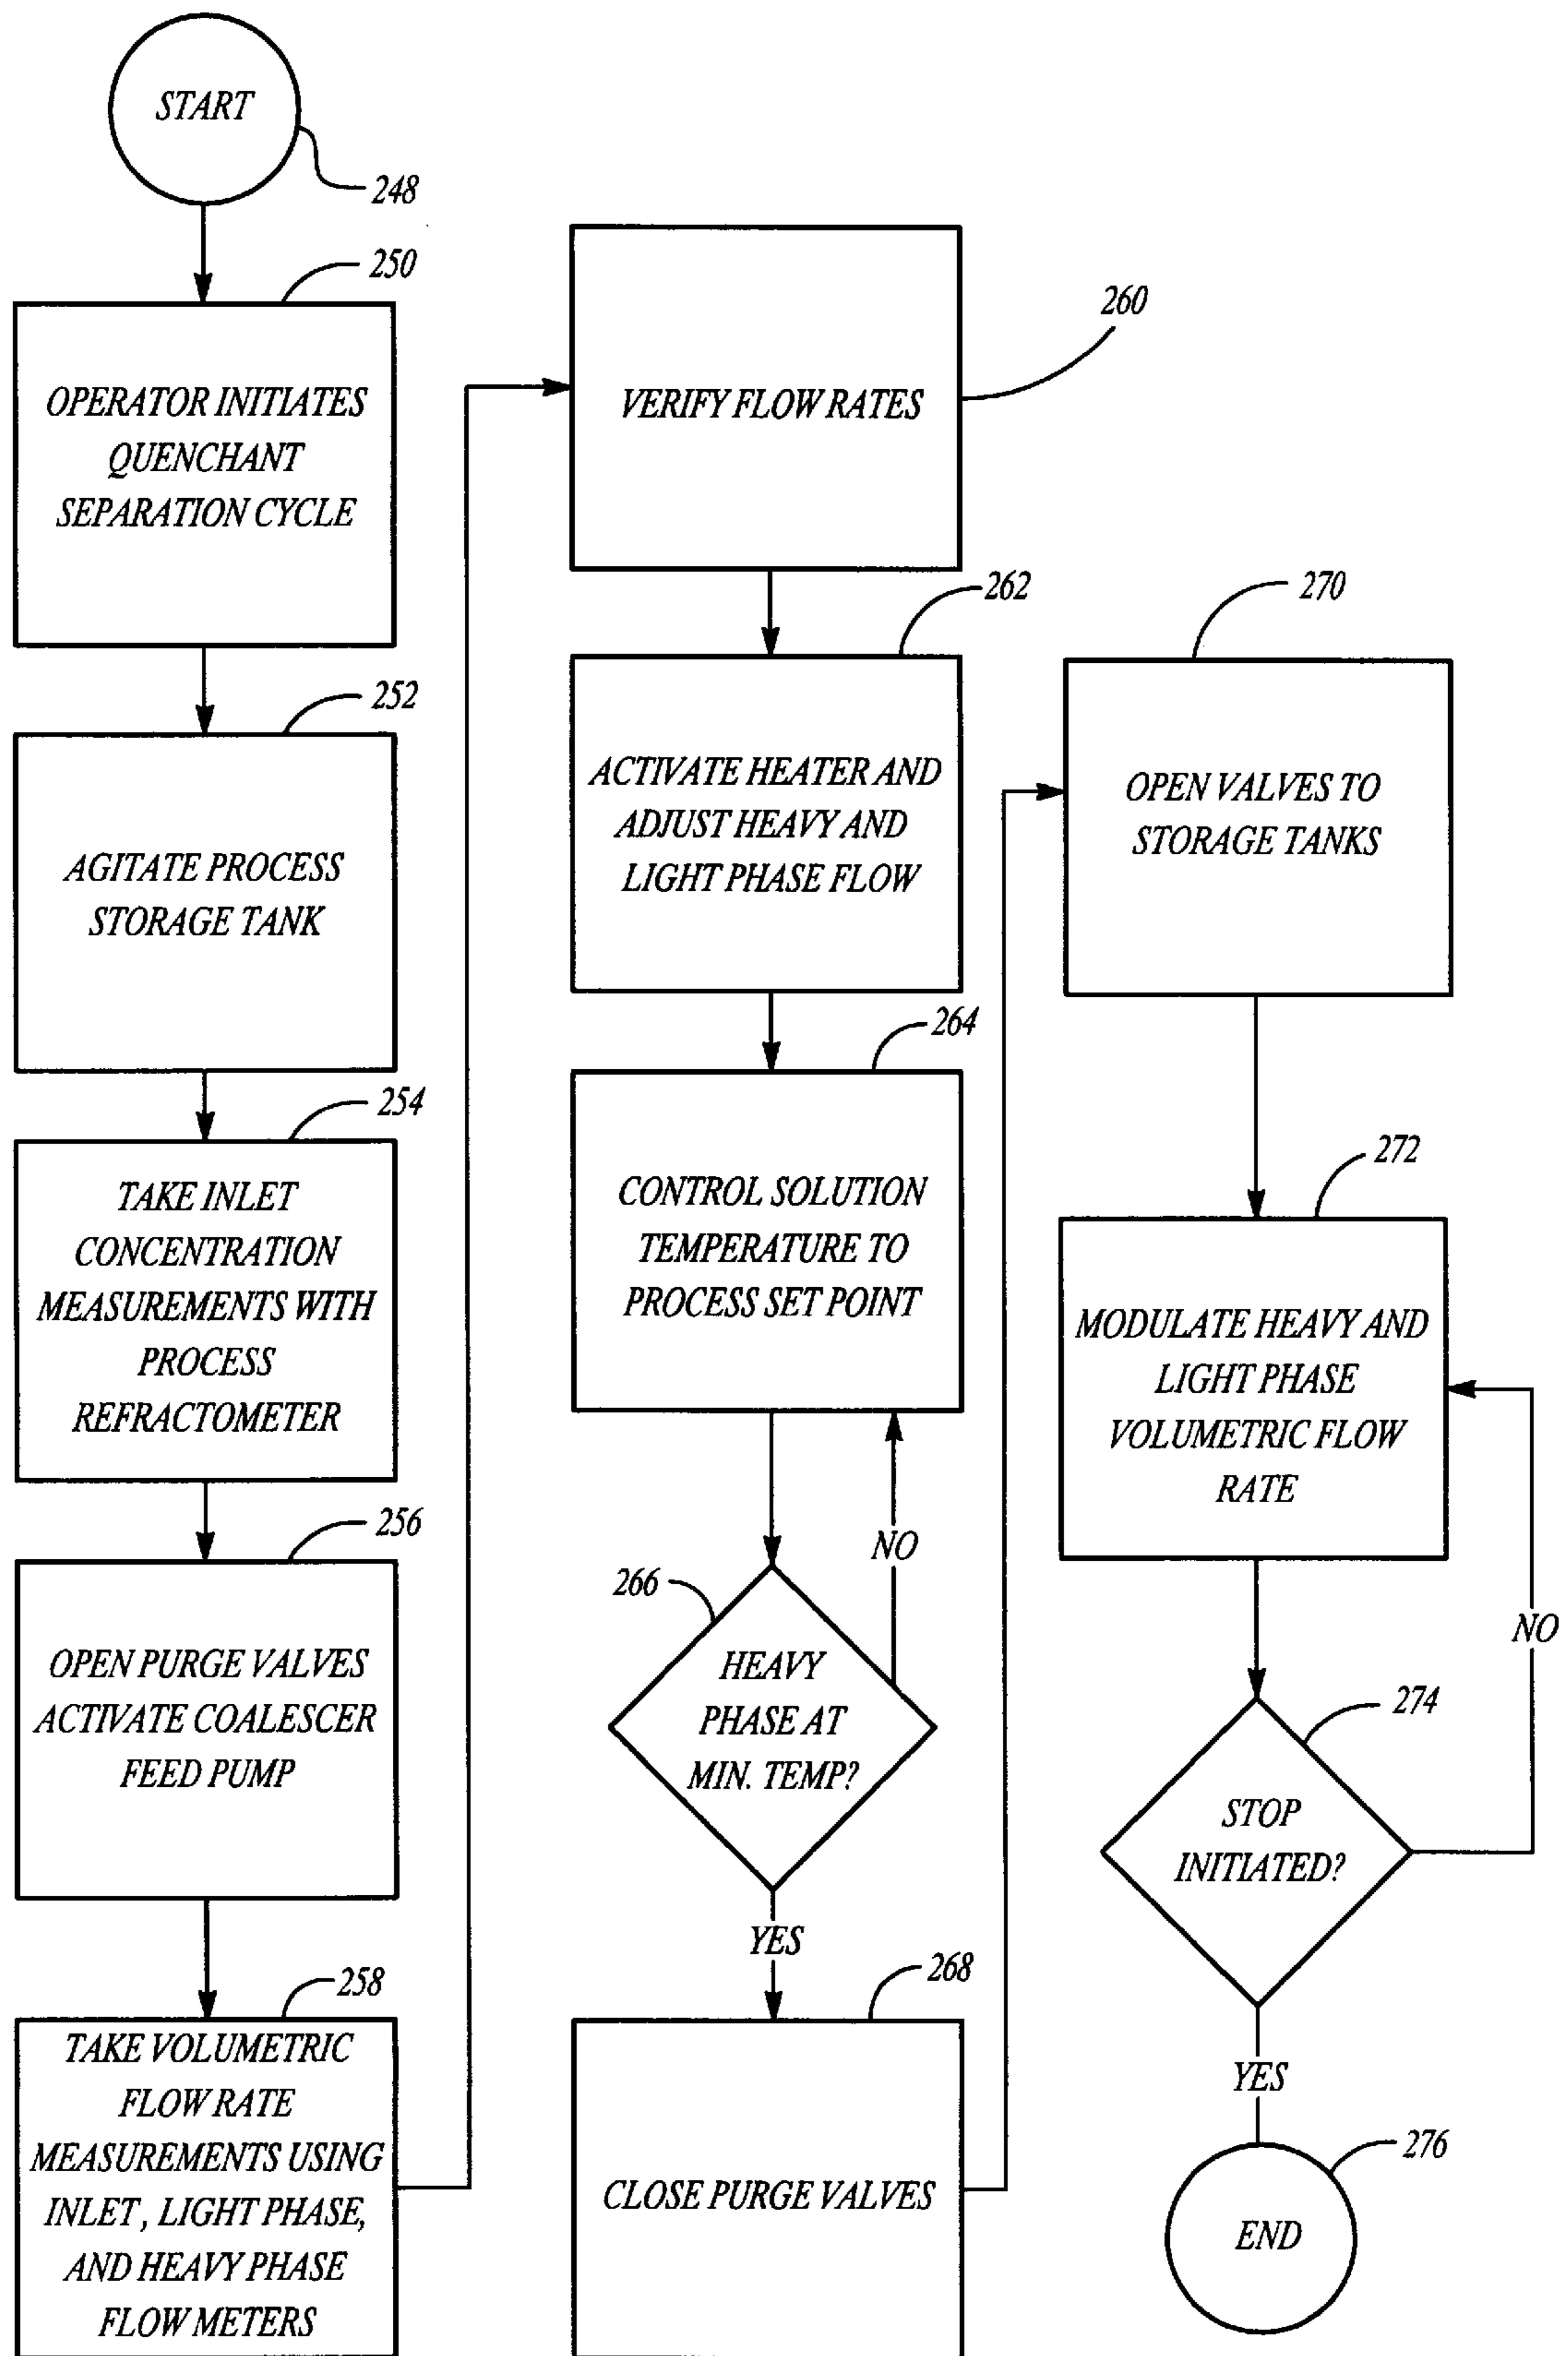 START
248
250
OPERATOR INITIATES
QUENCHANT
SEPARATION CYCLE
252
AGITATE PROCESS
STORAGE TANK
254
TAKE INLET
CONCENTRATION
MEASUREMENTS WITH
PROCESS
REFRACTOMETER
256
OPEN PURGE VALVES
ACTIVATE COALESCER
FEED PUMP
258
TAKE VOLUMETRIC
FLOW RATE
MEASUREMENTS USING
INLET, LIGHT PHASE,
AND HEAVY PHASE
FLOW METERS
260
VERIFY FLOW RATES
262
ACTIVATE HEATER AND
ADJUST HEAVY AND
LIGHT PHASE FLOW
264
CONTROL SOLUTION
TEMPERATURE TO
PROCESS SET POINT
NO
266
HEAVY
PHASE AT
MIN. TEMP?
YES
268
CLOSE PURGE VALVES
270
OPEN VALVES TO
STORAGE TANKS
272
MODULATE HEAVY AND
LIGHT PHASE
VOLUMETRIC FLOW
RATE
NO
274
STOP
INITIATED?
YES
276
END